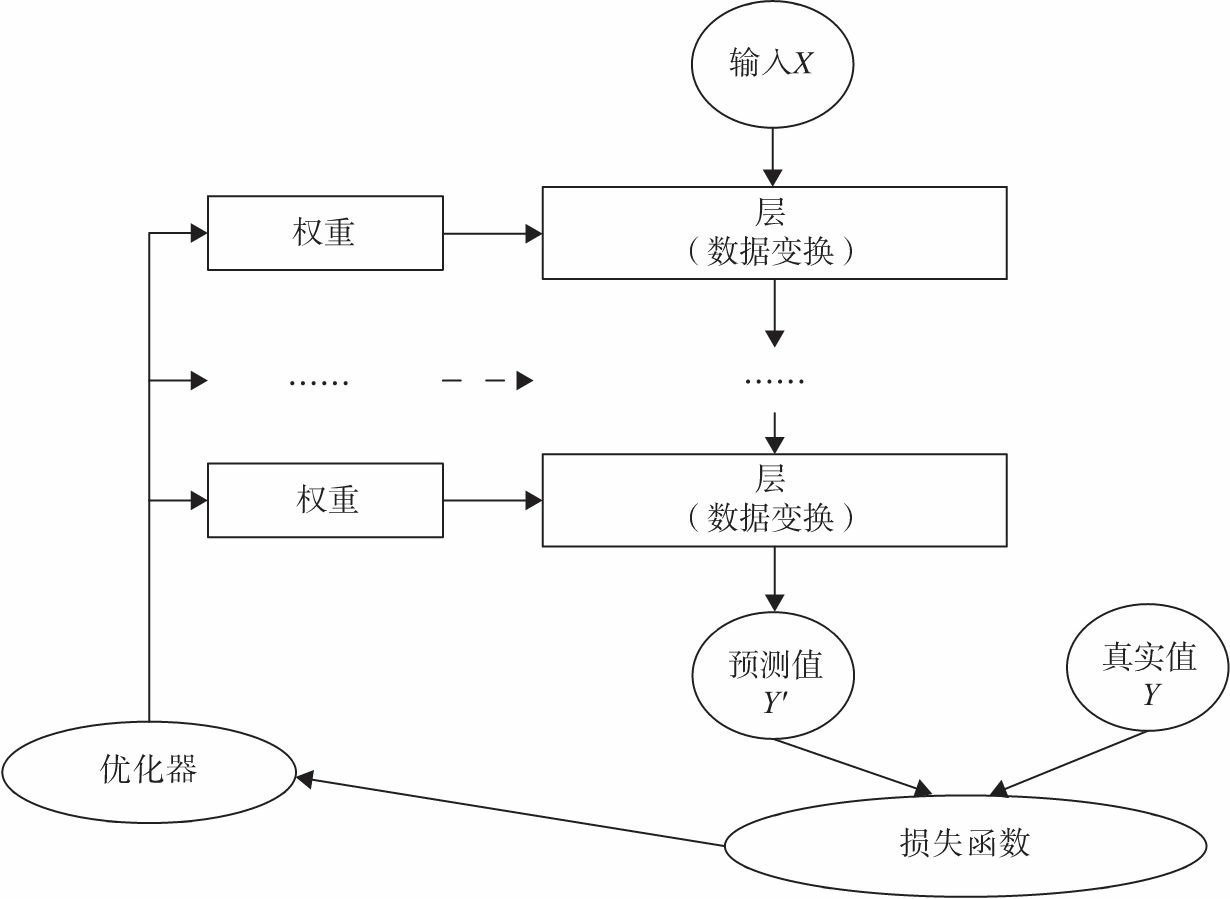 输入X
权重
层
（数据变换）
......
......
权重
层
（数据变换）
预测值
Y'
真实值
Y
优化器
损失函数